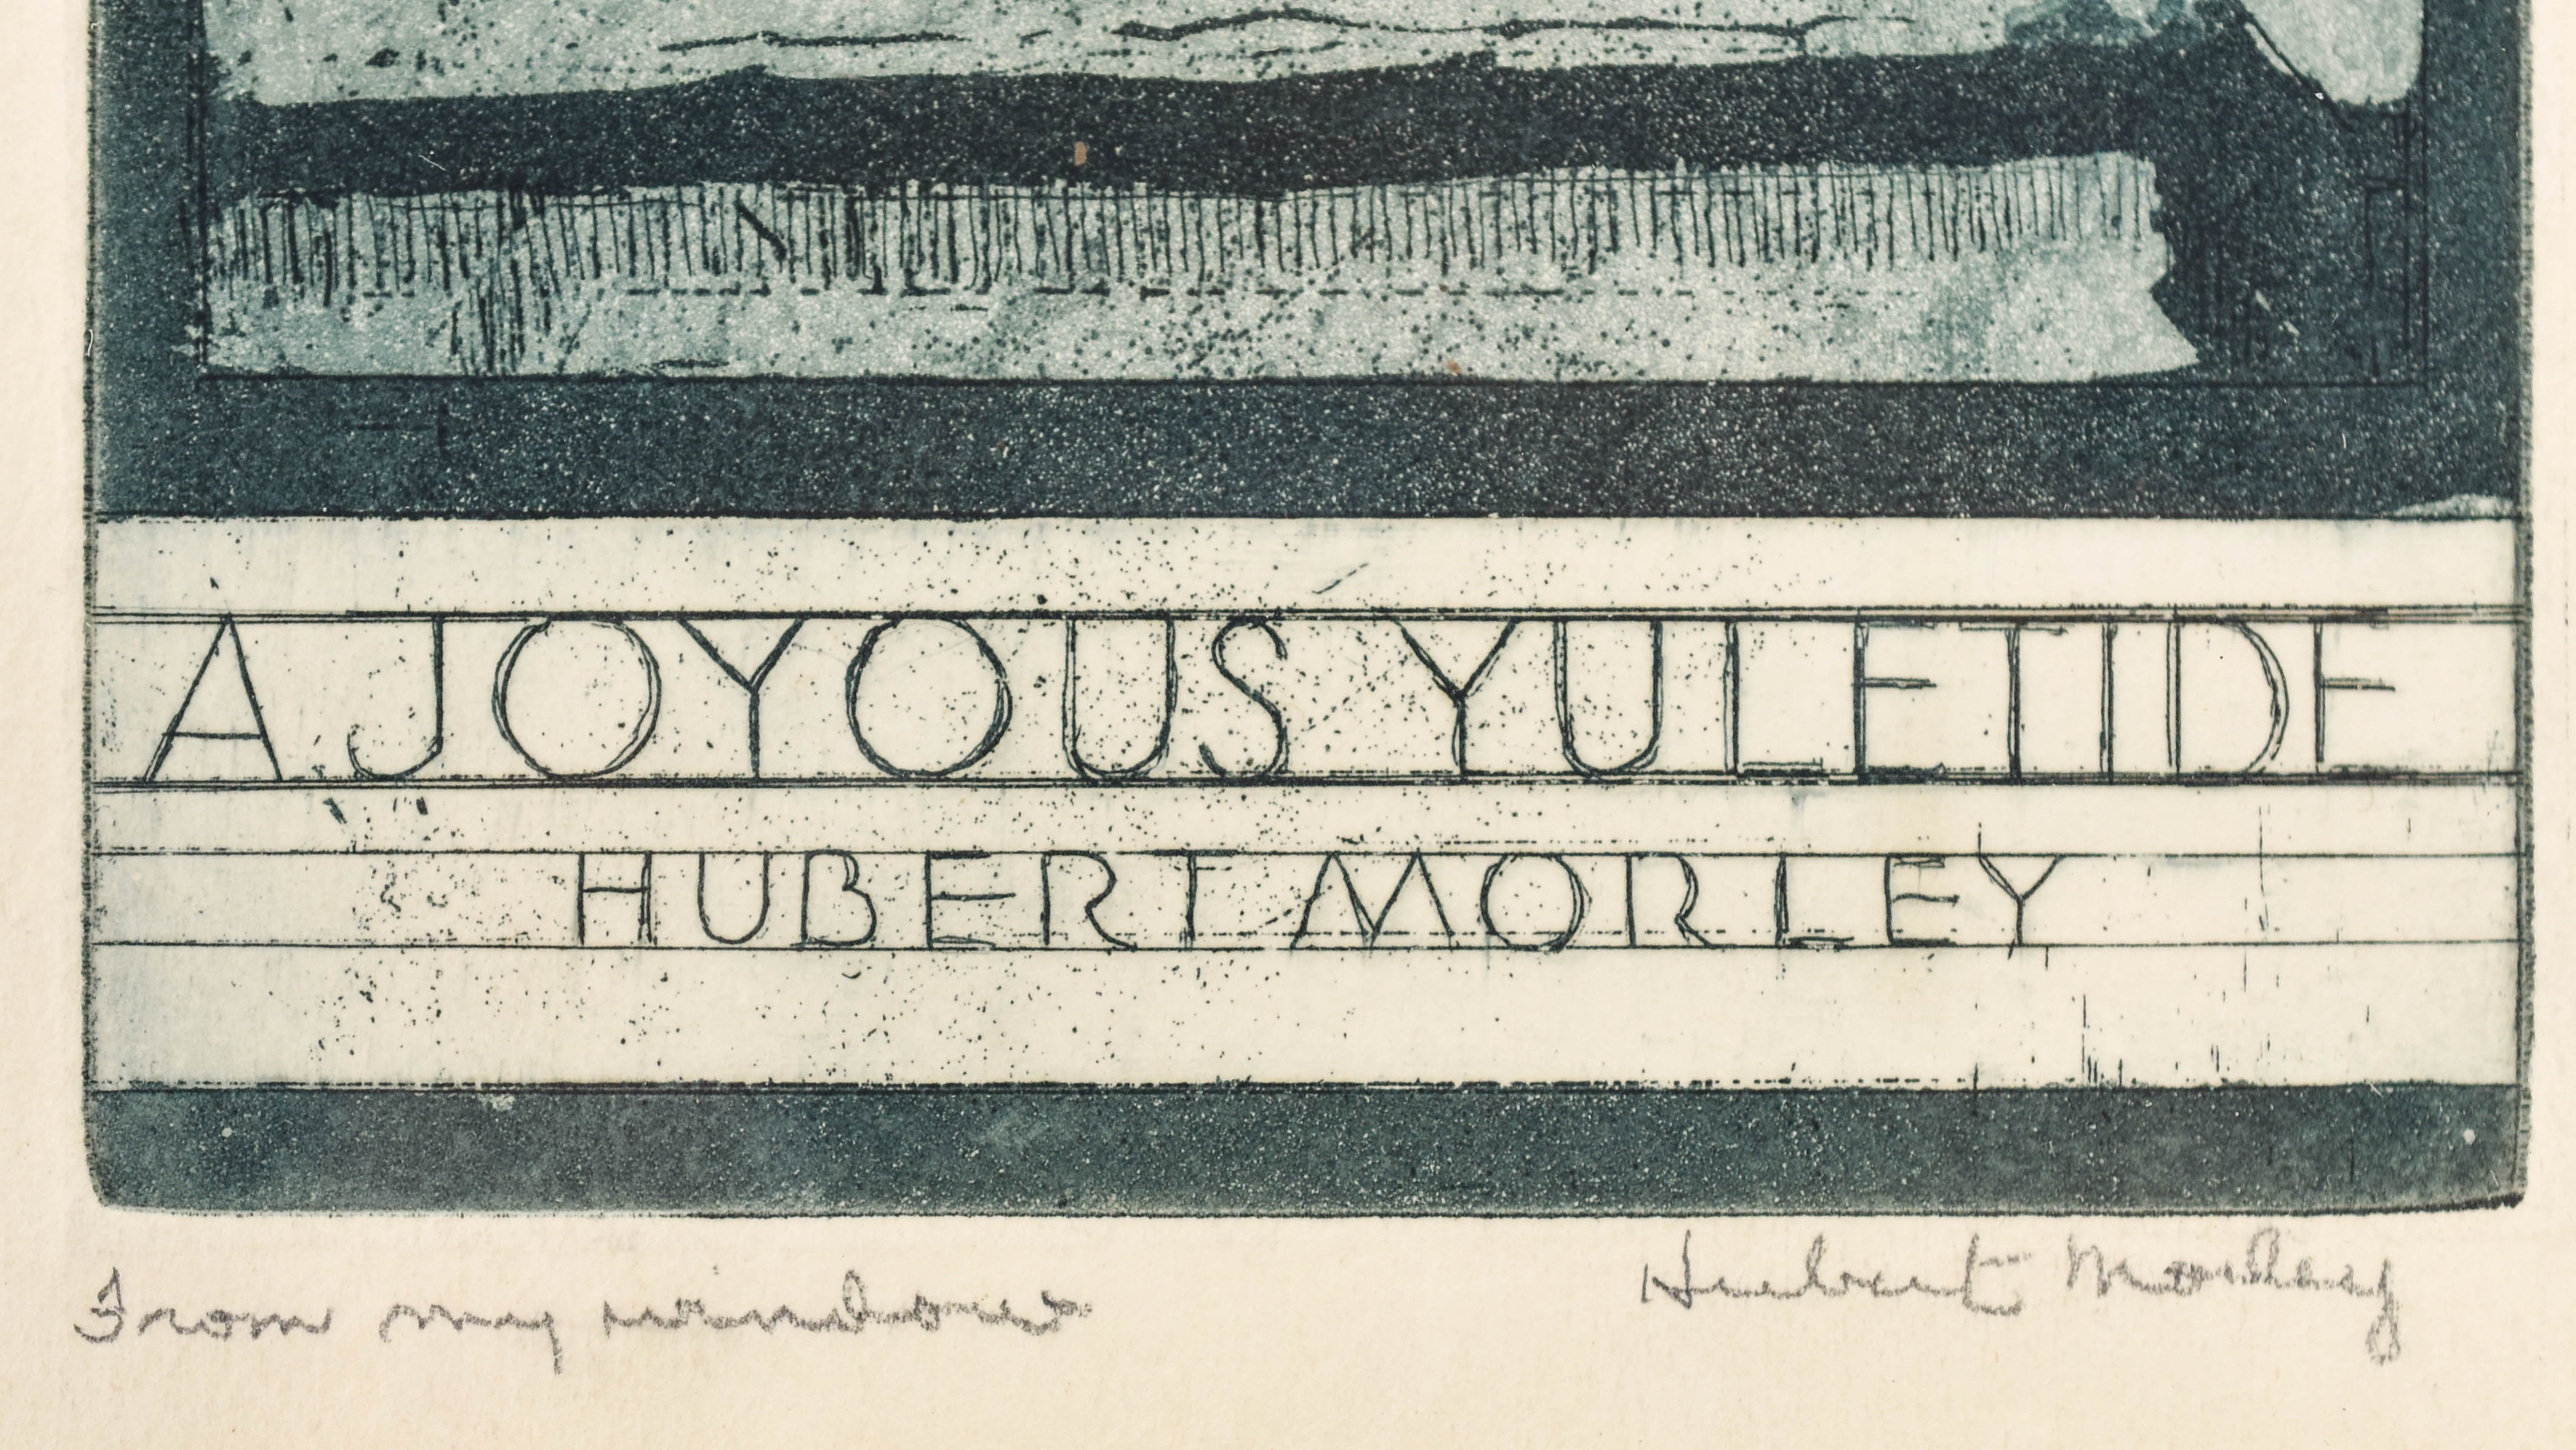 A JOYOUS YULETIDE
HUBERT MORLEY
From my window Hubert Morley